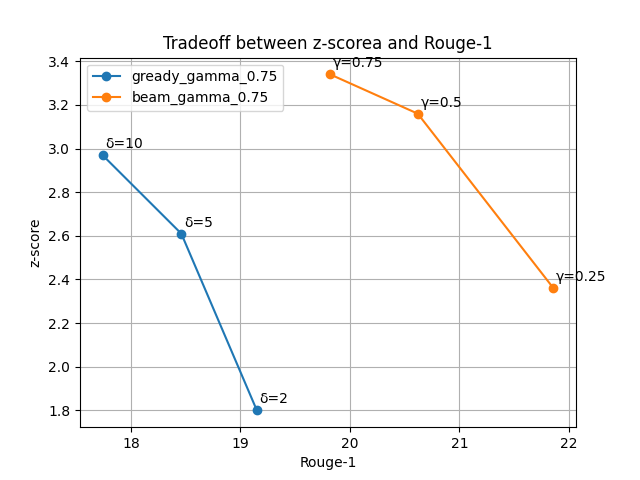 Tradeoff between z-scorea and Rouge-1
gready_gamma_0.75
beam_gamma_0.75
γ=0.75
γ=0.5
γ=0.25
δ=10
δ=5
δ=2
z-score
3.4
3.2
3.0
2.8
2.6
2.4
2.2
2.0
1.8
18
19
20
21
22
Rouge-1